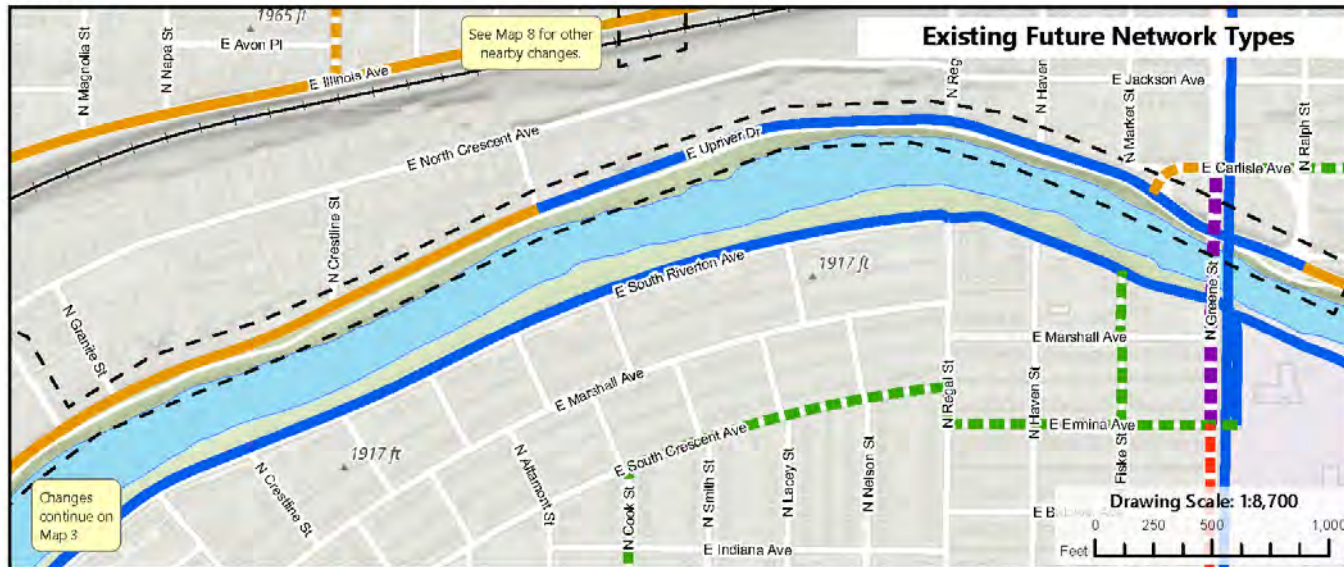 1965 ft
See Map 8 for other
nearby changes.
Existing Future Network Types
N Magnolia St
N Napa St
E Avon Pl
E Illinois Ave
N Reg
N Haven
E Jackson Ave
N Market St
N Ralph St
E North Crescent Ave
E Upriver Dr
E Carlisle Ave
N Crestline St
N Granite St
E South Riverton Ave
1917 ft
N Greene St
E Marshall Ave
E Marshall Ave
N Regal St
N Haven St
E Ermina Ave
Fiske St
1917 ft
N Crestline St
N Altamont St
E South Crescent Ave
N Cook St
N Smith St
N Lacey St
N Nelson St
Changes
continue on
Map 3
E Indiana Ave
Drawing Scale: 1:8,700
0 250 500 1,000
Feet